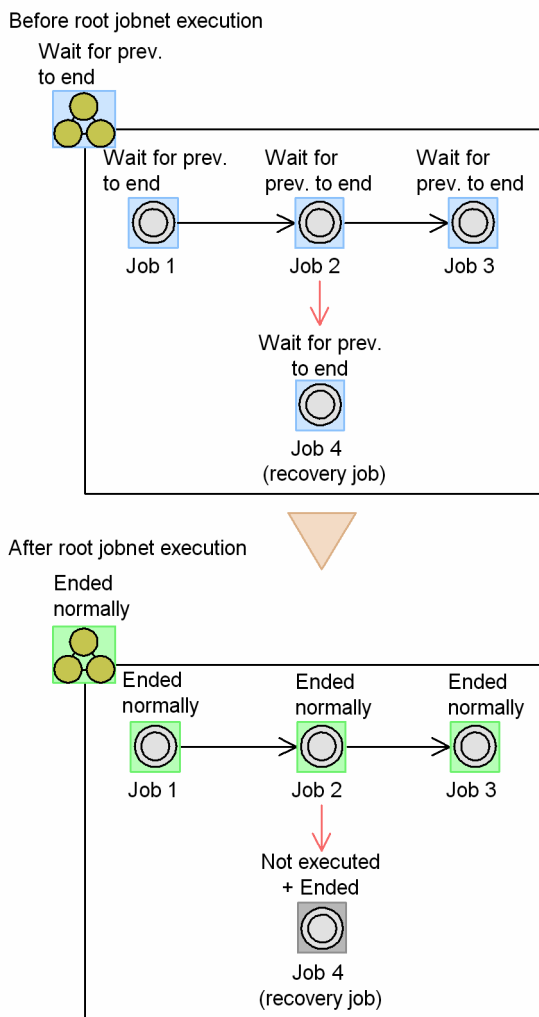 Before root jobnet execution
Wait for prev.
to end
Wait for prev.
to end
Wait for
prev. to end
Wait for
prev. to end
Job 1
Job 2
Job 3
Wait for prev.
to end
Job 4
(recovery job)
After root jobnet execution
Ended
normally
Ended
normally
Ended
normally
Ended
normally
Job 1
Job 2
Job 3
Not executed
+ Ended
Job 4
(recovery job)